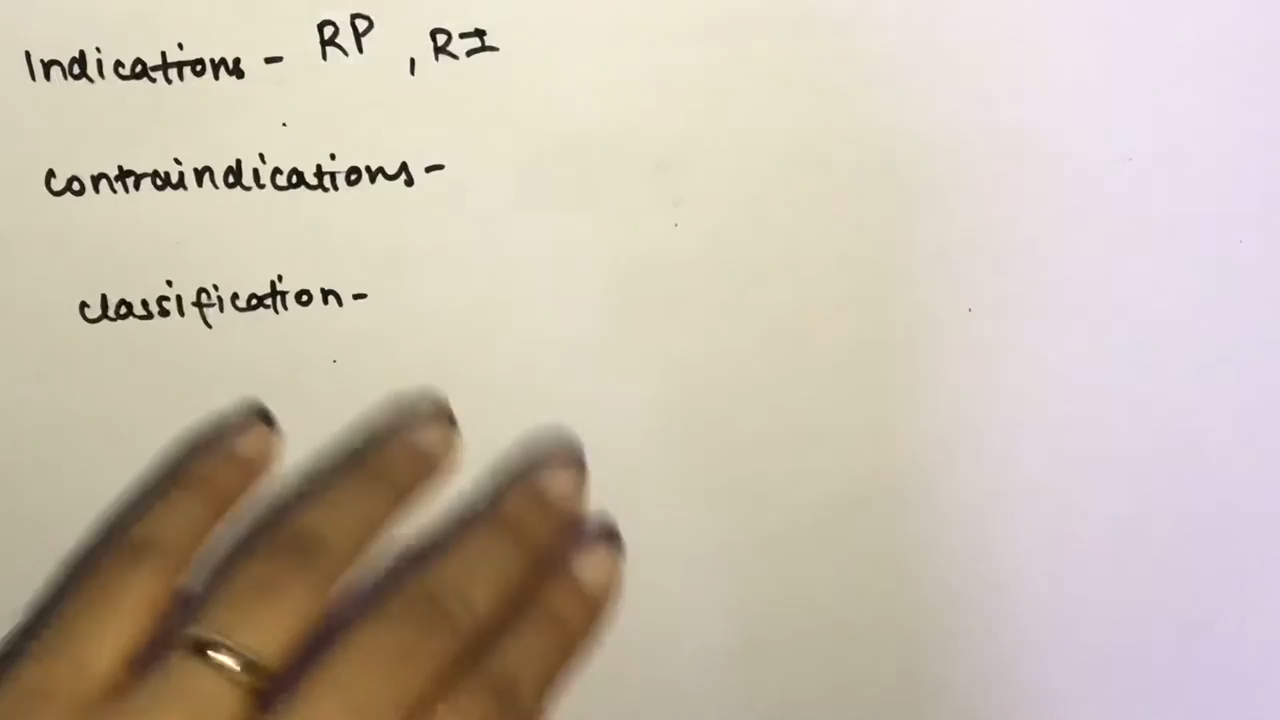 Indications - RP, RI
contraindications -
classification -